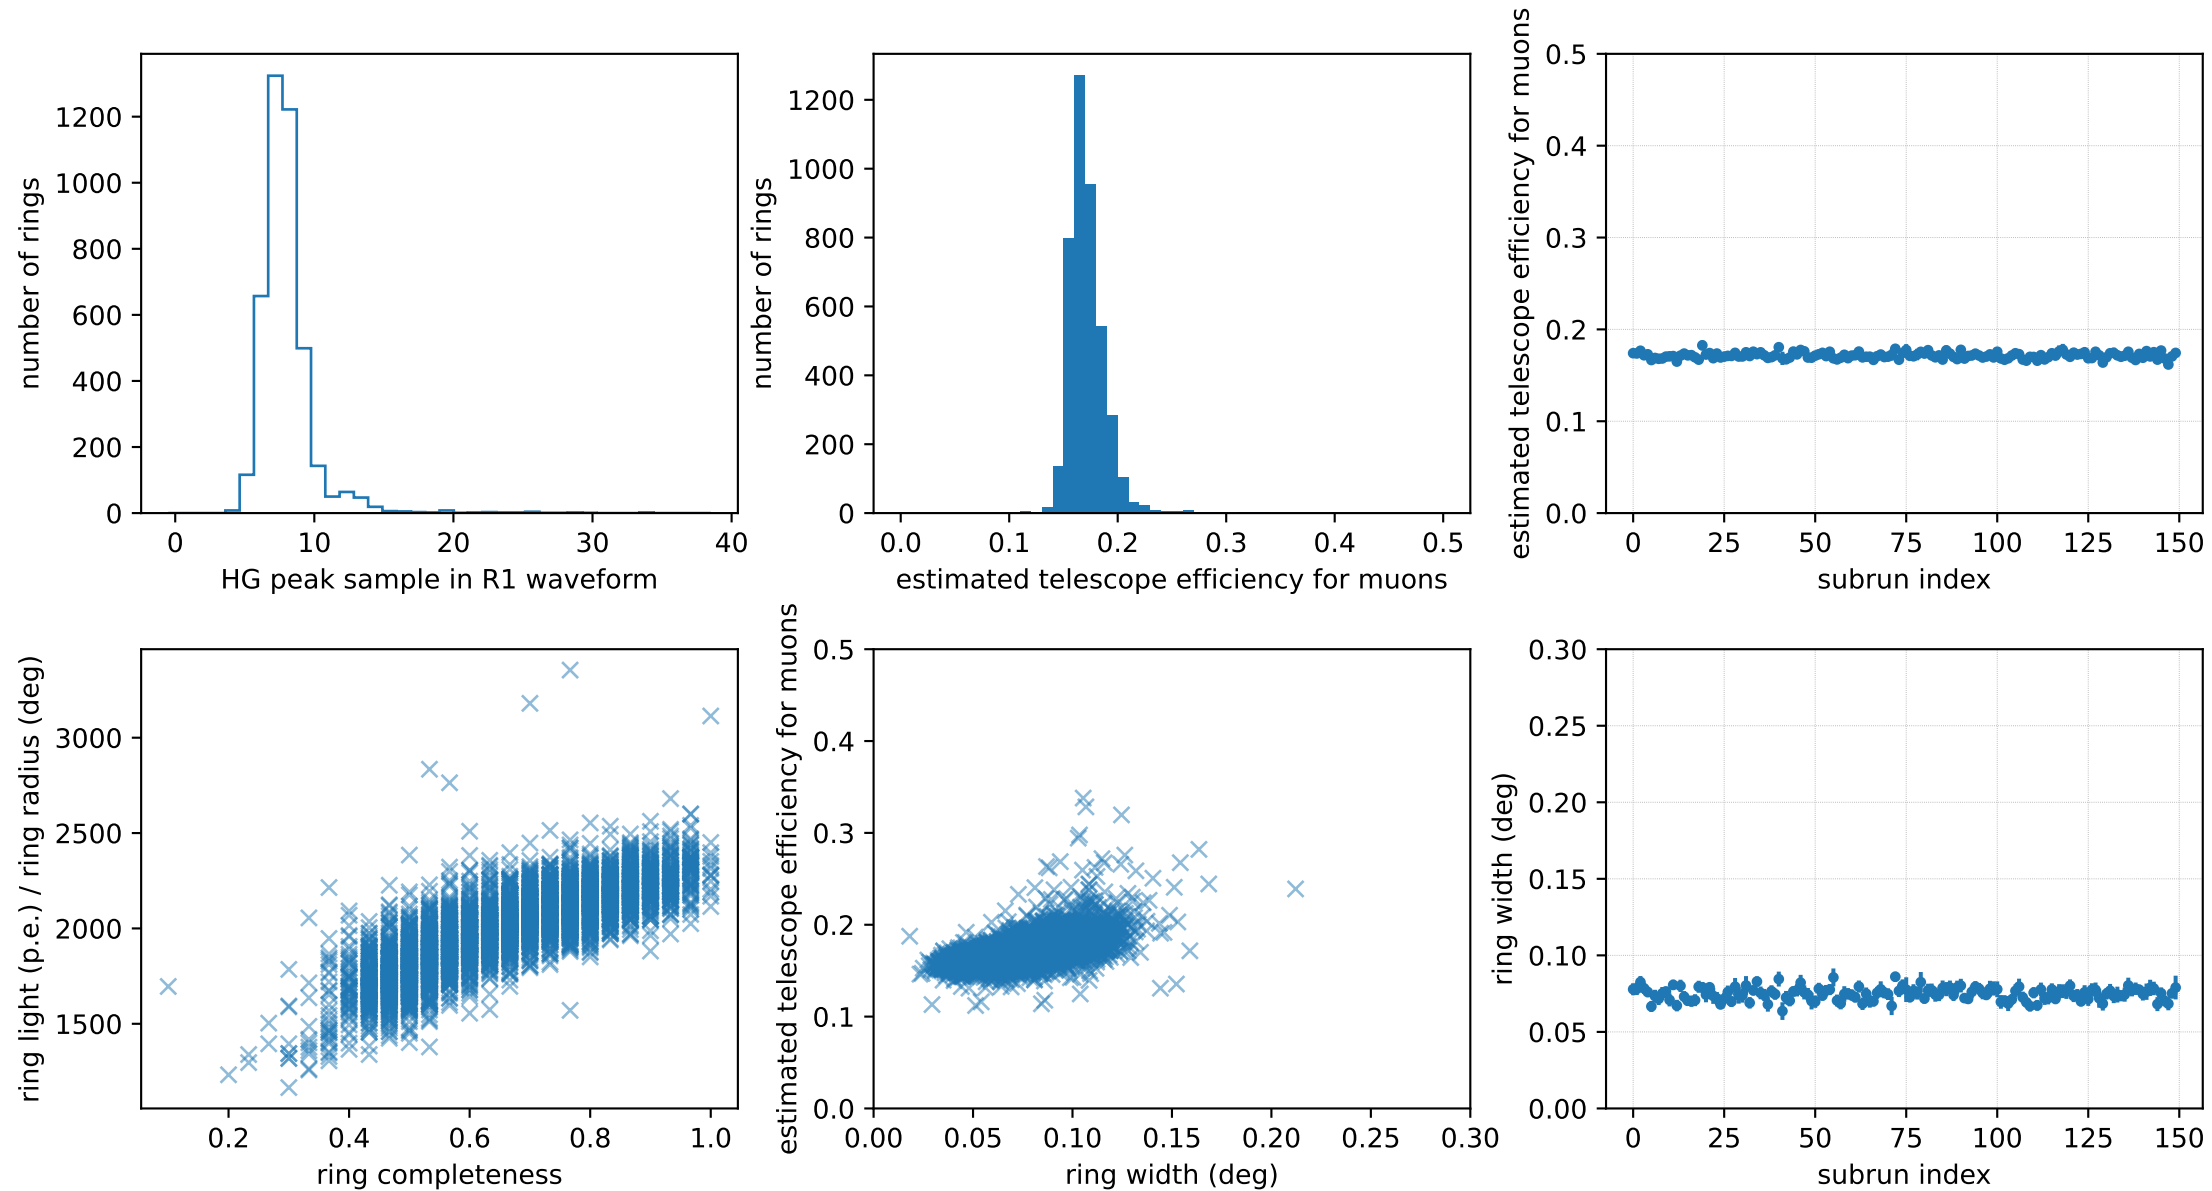 number of rings
1200
1000
800
600
400
200
0
0 10 20 30 40
HG peak sample in R1 waveform
number of rings
1200
1000
800
600
400
200
0
0.0 0.1 0.2 0.3 0.4 0.5
estimated telescope efficiency for muons
estimated telescope efficiency for muons
0.5
0.4
0.3
0.2
0.1
0.0
0 25 50 75 100 125 150
subrun index
ring light (p.e.) / ring radius (deg)
3000
2500
2000
1500
0.2 0.4 0.6 0.8 1.0
ring completeness
estimated telescope efficiency for muons
0.5
0.4
0.3
0.2
0.1
0.0
0.00 0.05 0.10 0.15 0.20 0.25 0.30
ring width (deg)
ring width (deg)
0.30
0.25
0.20
0.15
0.10
0.05
0.00
0 25 50 75 100 125 150
subrun index